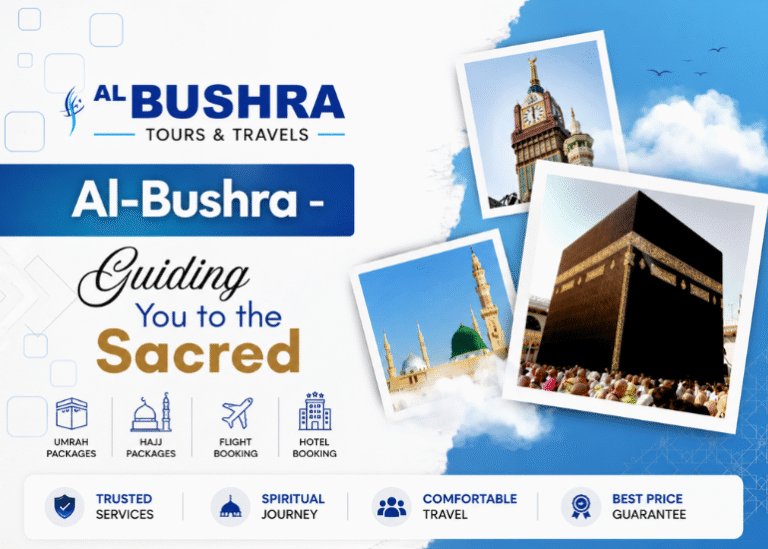 AL BUSHRA
TOURS & TRAVELS
Al-Bushra -
Guiding
You to the
Sacred
UMRAH
PACKAGES
HAJJ
PACKAGES
FLIGHT
BOOKING
HOTEL
BOOKING
TRUSTED
SERVICES
SPIRITUAL
JOURNEY
COMFORTABLE
TRAVEL
BEST PRICE
GUARANTEE